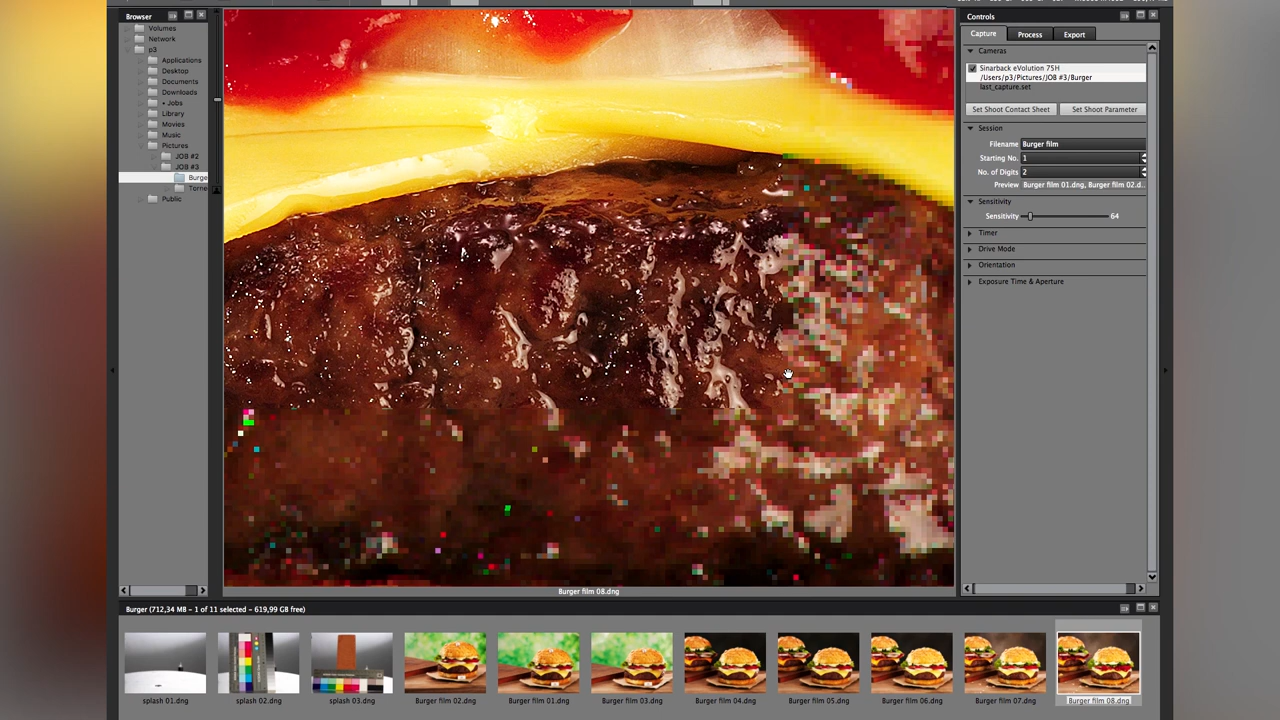 Browser
Volumes
Network
p3
Applications
Desktop
Documents
Downloads
• Jobs
Library
Movies
Music
Pictures
JOB #2
JOB #3
Burge
Torne
Public
Burger film 08.dng
Controls
Capture Process Export
Cameras
Sinarback eVolution 75H
/Users/p3/Pictures/JOB #3/Burger
last_capture.set
Set Shoot Contact Sheet Set Shoot Parameter
Session
Filename Burger film
Starting No. 1
No. of Digits 2
Preview Burger film 01.dng, Burger film 02.d..
Sensitivity
Sensitivity 64
Timer
Drive Mode
Orientation
Exposure Time & Aperture
Burger (712,34 MB - 1 of 11 selected - 619,99 GB free)
splash 01.dng splash 02.dng splash 03.dng Burger film 02.dng Burger film 01.dng Burger film 03.dng Burger film 04.dng Burger film 05.dng Burger film 06.dng Burger film 07.dng Burger film 08.dng